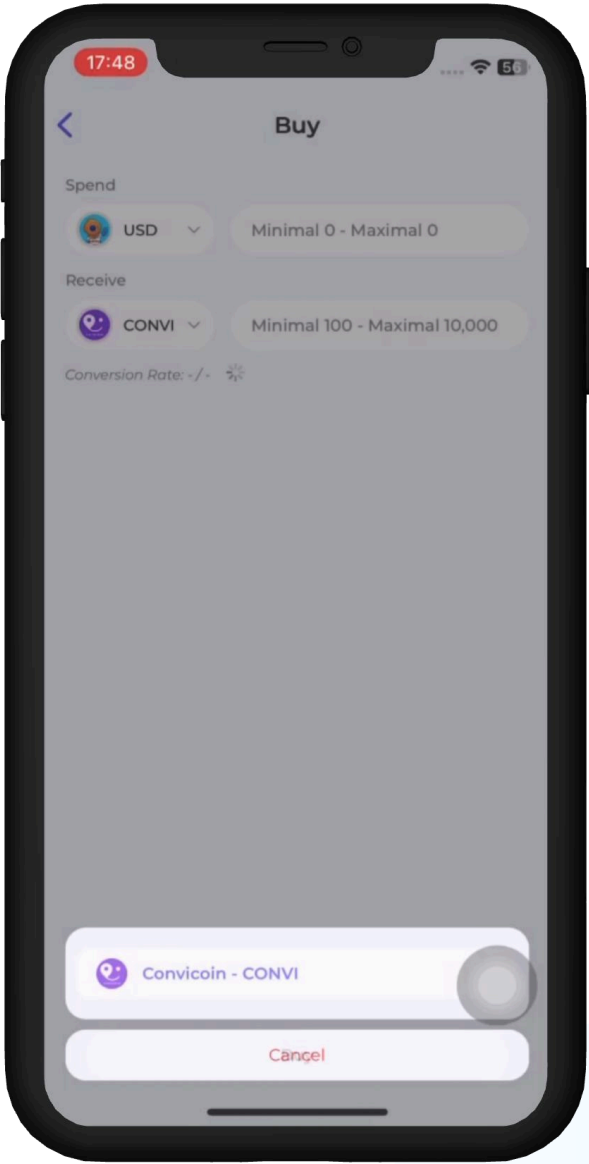 17:48
56
Buy
Spend
USD
Minimal 0 - Maximal 0
Receive
CONVI
Minimal 100 - Maximal 10,000
Conversion Rate: - / -
Convicoin - CONVI
Cancel